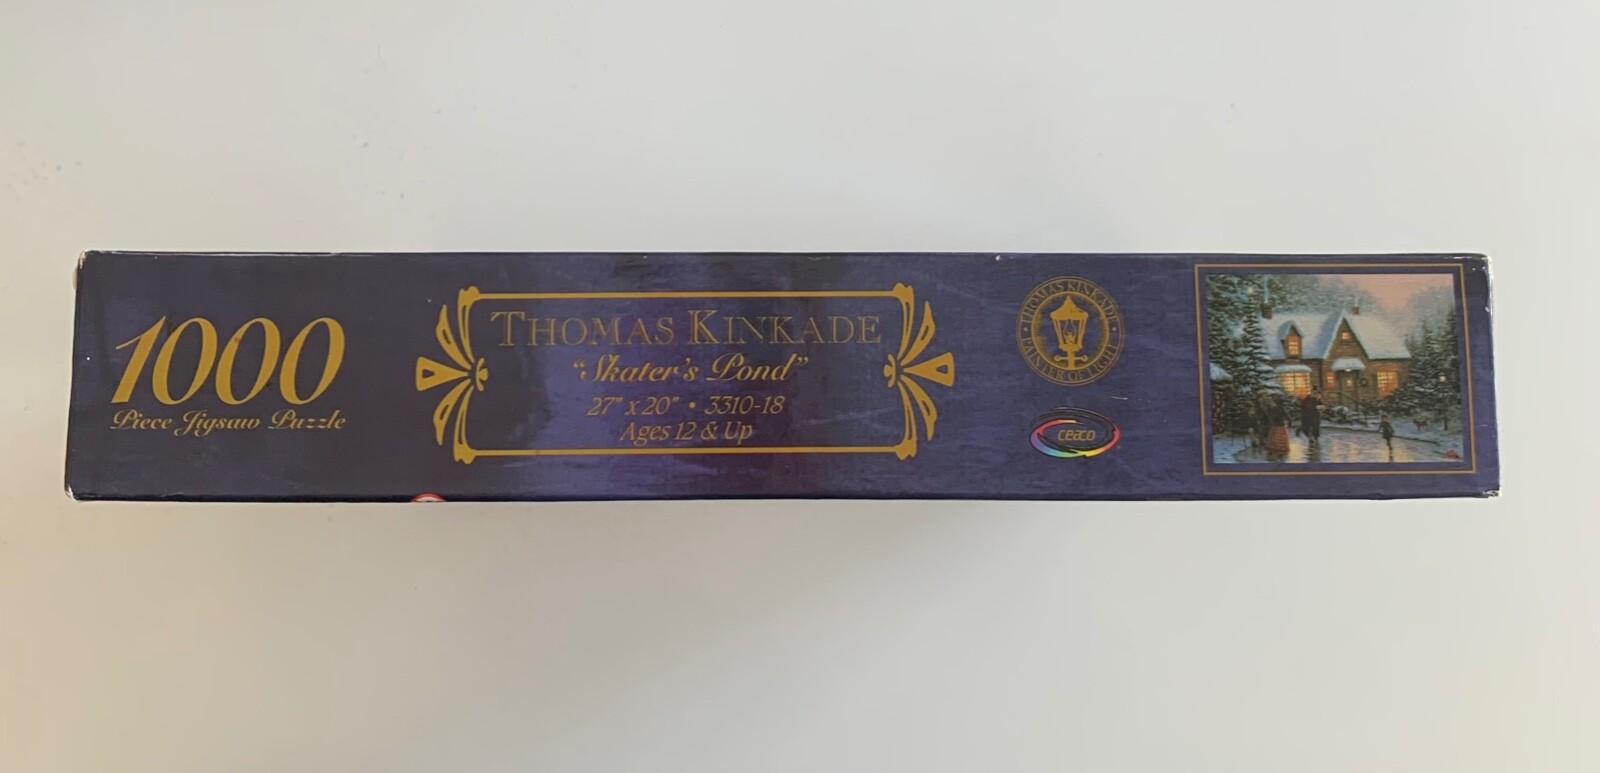 1000
Piece Jigsaw Puzzle
THOMAS KINKADE
"Skater's Pond"
27" x 20" • 3310-18
Ages 12 & Up
THOMAS KINKADE
• PAINTER OF LIGHT •
ceaco